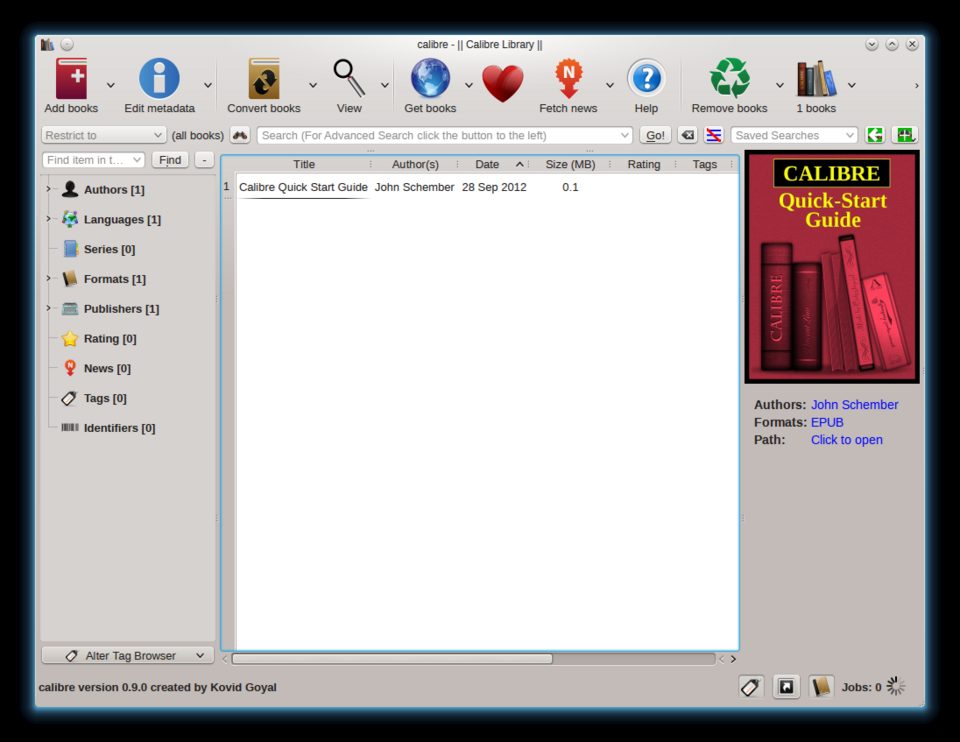 calibre - || Calibre Library ||
Add books
Edit metadata
Convert books
View
Get books
Fetch news
Help
Remove books
1 books
Restrict to
(all books)
Search (For Advanced Search click the button to the left)
Go!
Saved Searches
Find item in t...
Find
-
Title
Author(s)
Date
Size (MB)
Rating
Tags
1
Calibre Quick Start Guide
John Schember
28 Sep 2012
0.1
Authors [1]
Languages [1]
Series [0]
Formats [1]
Publishers [1]
Rating [0]
News [0]
Tags [0]
Identifiers [0]
CALIBRE
Quick-Start
Guide
CALIBRE
Authors: John Schember
Formats: EPUB
Path: Click to open
Alter Tag Browser
calibre version 0.9.0 created by Kovid Goyal
Jobs: 0